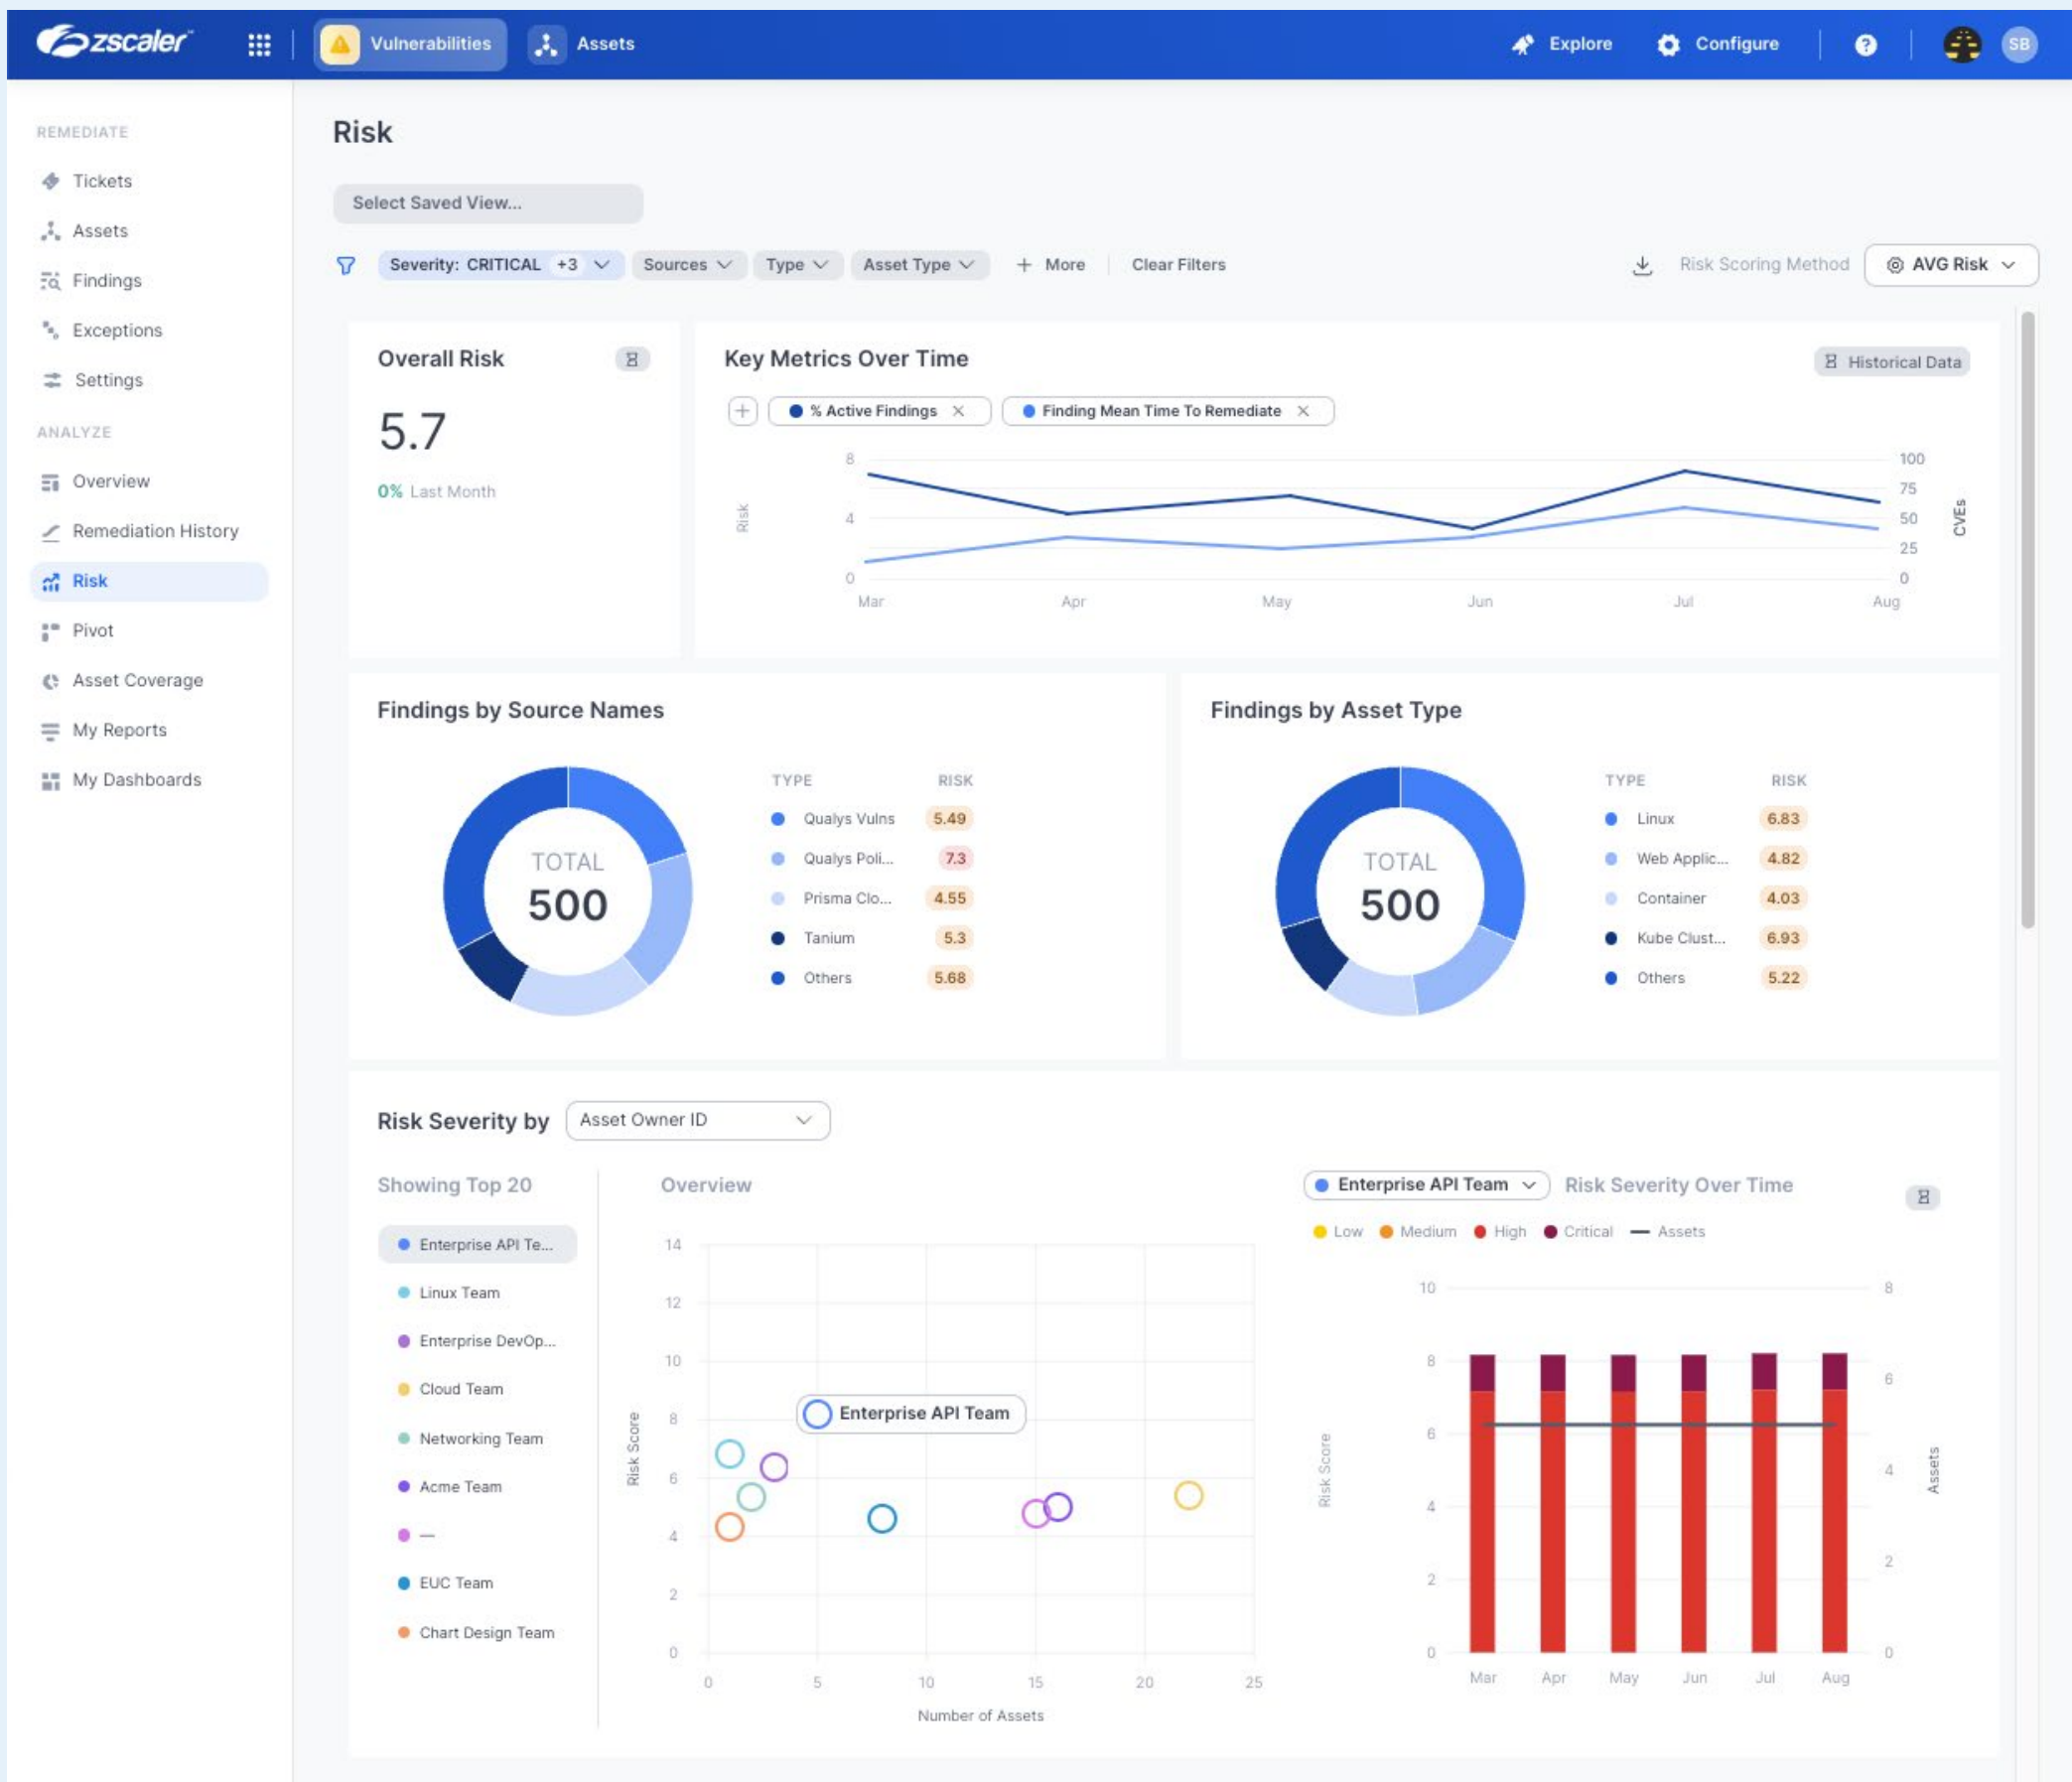 zscaler
Vulnerabilities
Assets
Explore
Configure
?
SB
REMEDIATE
Tickets
Assets
Findings
Exceptions
Settings
ANALYZE
Overview
Remediation History
Risk
Pivot
Asset Coverage
My Reports
My Dashboards
Risk
Select Saved View...
Severity: CRITICAL +3
Sources
Type
Asset Type
+ More
Clear Filters
Risk Scoring Method
AVG Risk
Overall Risk
5.7
0% Last Month
Key Metrics Over Time
Historical Data
% Active Findings
Finding Mean Time To Remediate
8
4
0
Risk
100
75
50
25
0
CVEs
Mar Apr May Jun Jul Aug
Findings by Source Names
TOTAL
500
TYPE RISK
Qualys Vulns 5.49
Qualys Poli... 7.3
Prisma Clo... 4.55
Tanium 5.3
Others 5.68
Findings by Asset Type
TOTAL
500
TYPE RISK
Linux 6.83
Web Applic... 4.82
Container 4.03
Kube Clust... 6.93
Others 5.22
Risk Severity by Asset Owner ID
Showing Top 20
Enterprise API Te...
Linux Team
Enterprise DevOp...
Cloud Team
Networking Team
Acme Team
—
EUC Team
Chart Design Team
Overview
14
12
10
8
6
4
2
0
Risk Score
Enterprise API Team
0 5 10 15 20 25
Number of Assets
Enterprise API Team Risk Severity Over Time
Low Medium High Critical Assets
10
8
6
4
2
0
Risk Score
8
6
4
2
0
Assets
Mar Apr May Jun Jul Aug